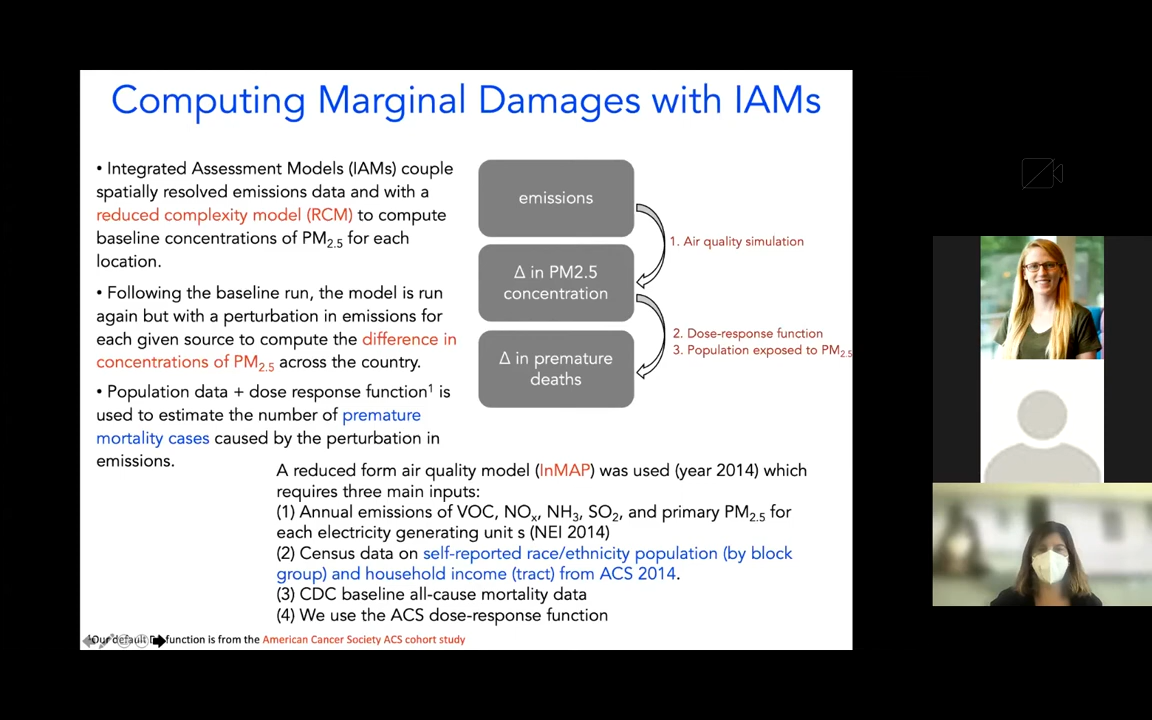 Computing Marginal Damages with IAMs
• Integrated Assessment Models (IAMs) couple
spatially resolved emissions data and with a
reduced complexity model (RCM) to compute
baseline concentrations of PM2.5 for each
location.
• Following the baseline run, the model is run
again but with a perturbation in emissions for
each given source to compute the difference in
concentrations of PM2.5 across the country.
• Population data + dose response function¹ is
used to estimate the number of premature
mortality cases caused by the perturbation in
emissions.
emissions
1. Air quality simulation
Δ in PM2.5
concentration
2. Dose-response function
3. Population exposed to PM2.5
Δ in premature
deaths
A reduced form air quality model (InMAP) was used (year 2014) which
requires three main inputs:
(1) Annual emissions of VOC, NOx, NH3, SO2, and primary PM2.5 for
each electricity generating unit s (NEI 2014)
(2) Census data on self-reported race/ethnicity population (by block
group) and household income (tract) from ACS 2014.
(3) CDC baseline all-cause mortality data
(4) We use the ACS dose-response function
Our default function is from the American Cancer Society ACS cohort study